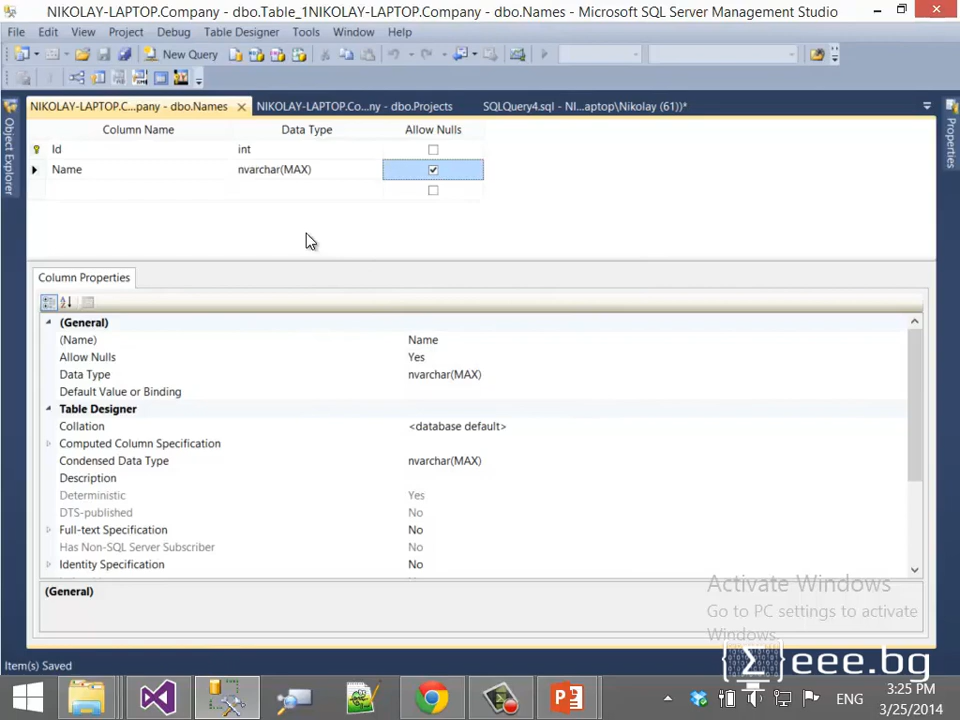 NIKOLAY-LAPTOP.Company - dbo.Table_1NIKOLAY-LAPTOP.Company - dbo.Names - Microsoft SQL Server Management Studio
File Edit View Project Debug Table Designer Tools Window Help
New Query
NIKOLAY-LAPTOP.C...pany - dbo.Names NIKOLAY-LAPTOP.Co...ny - dbo.Projects SQLQuery4.sql - NI...aptop\Nikolay (61))*
Object Explorer
Properties
Column Name Data Type Allow Nulls
Id int
Name nvarchar(MAX)
Column Properties
(General)
(Name) Name
Allow Nulls Yes
Data Type nvarchar(MAX)
Default Value or Binding
Table Designer
Collation <database default>
Computed Column Specification
Condensed Data Type nvarchar(MAX)
Description
Deterministic Yes
DTS-published No
Full-text Specification No
Has Non-SQL Server Subscriber No
Identity Specification No
(General)
Activate Windows
Go to PC settings to activate
Windows.
{Σ}eee.bg
Item(s) Saved
ENG
3:25 PM
3/25/2014